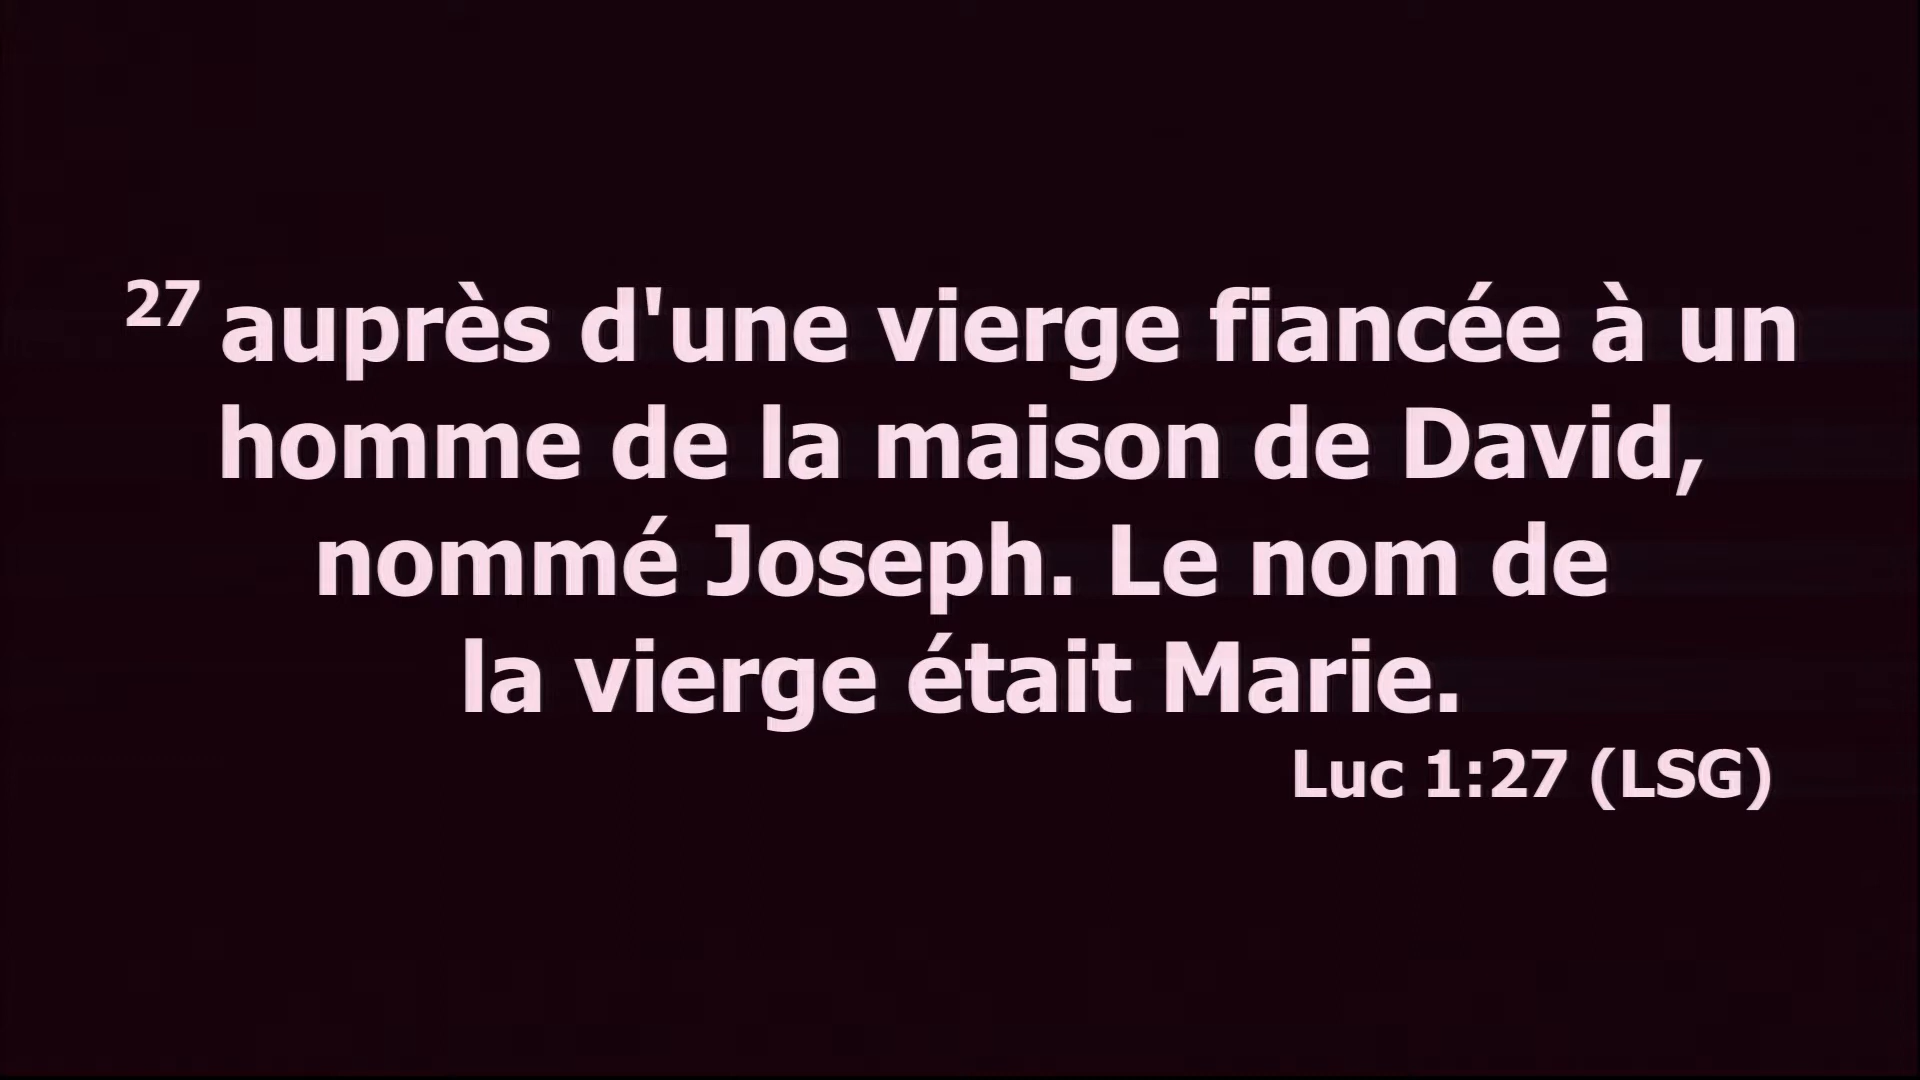 27 auprès d'une vierge fiancée à un
homme de la maison de David,
nommé Joseph. Le nom de
la vierge était Marie.
Luc 1:27 (LSG)